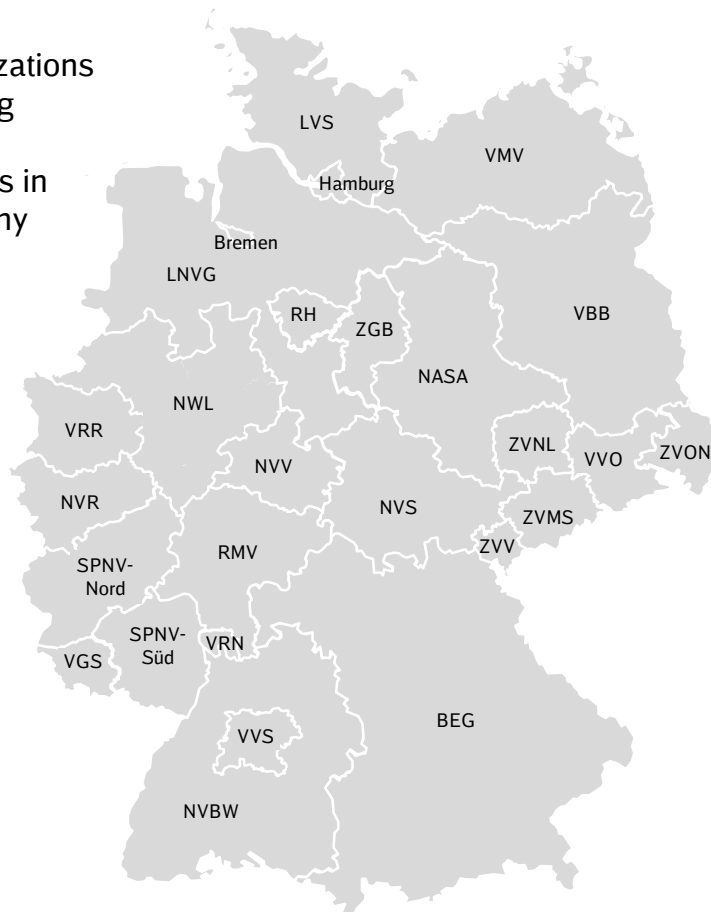 zations
g
s in
ny
LVS
VMV
Hamburg
Bremen
LNVG
RH
ZGB
VBB
NASA
NWL
VRR
ZVNL
VVO
ZVON
NVV
NVR
NVS
ZVMS
RMV
ZVV
SPNV-
Nord
SPNV-
Süd
VRN
VGS
BEG
VVS
NVBW